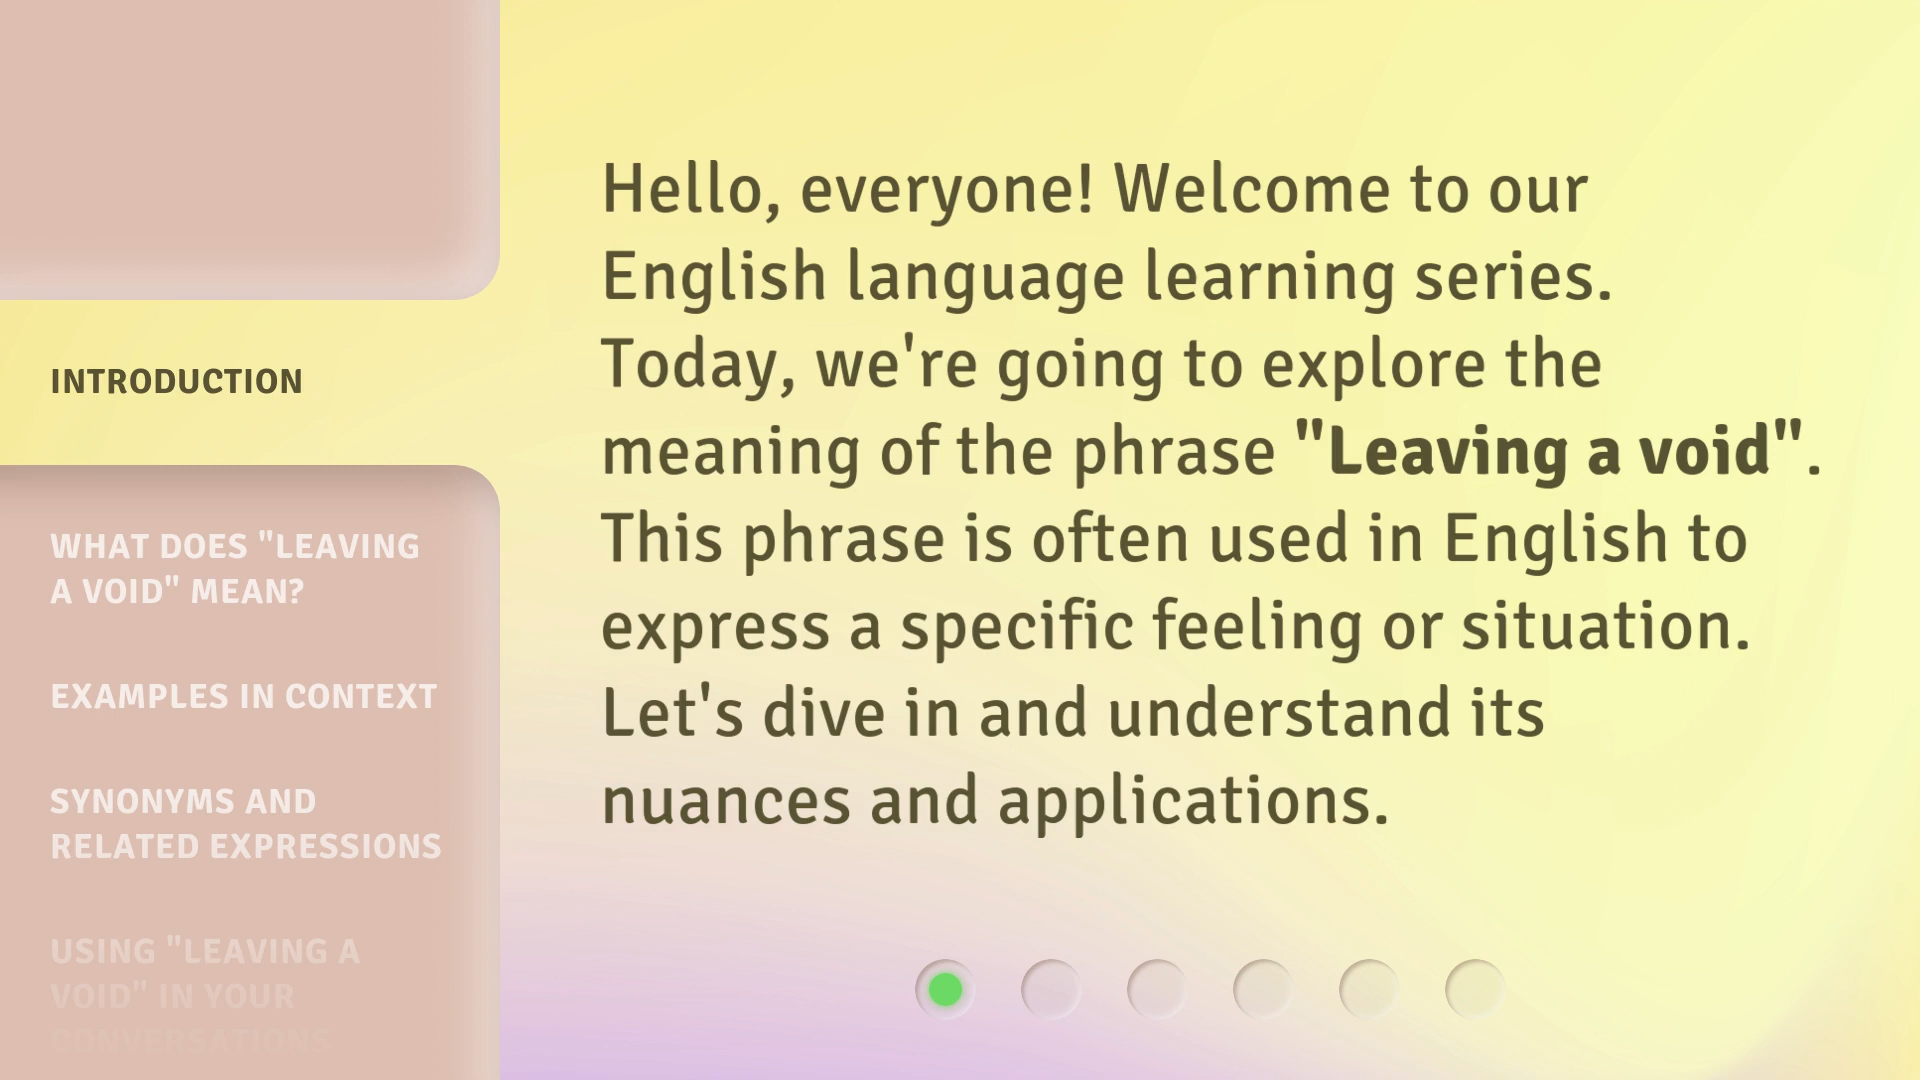 INTRODUCTION
WHAT DOES "LEAVING
A VOID" MEAN?
EXAMPLES IN CONTEXT
SYNONYMS AND
RELATED EXPRESSIONS
USING "LEAVING A
VOID" IN YOUR
CONVERSATIONS
Hello, everyone! Welcome to our
English language learning series.
Today, we're going to explore the
meaning of the phrase "Leaving a void".
This phrase is often used in English to
express a specific feeling or situation.
Let's dive in and understand its
nuances and applications.